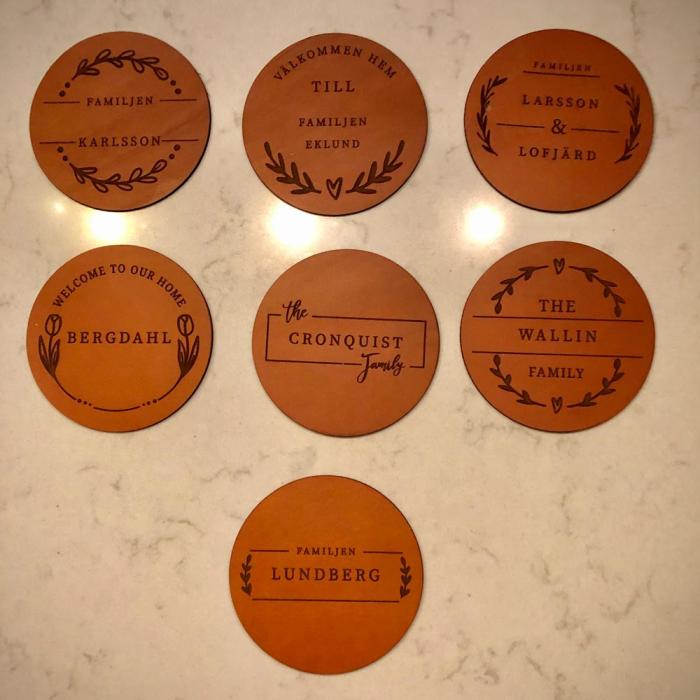 FAMILJEN
KARLSSON
VÄLKOMMEN HEM
TILL
FAMILJEN
EKLUND
FAMILJEN
LARSSON
&
LOFJÄRD
WELCOME TO OUR HOME
BERGDAHL
the
CRONQUIST
Family
THE
WALLIN
FAMILY
FAMILJEN
LUNDBERG